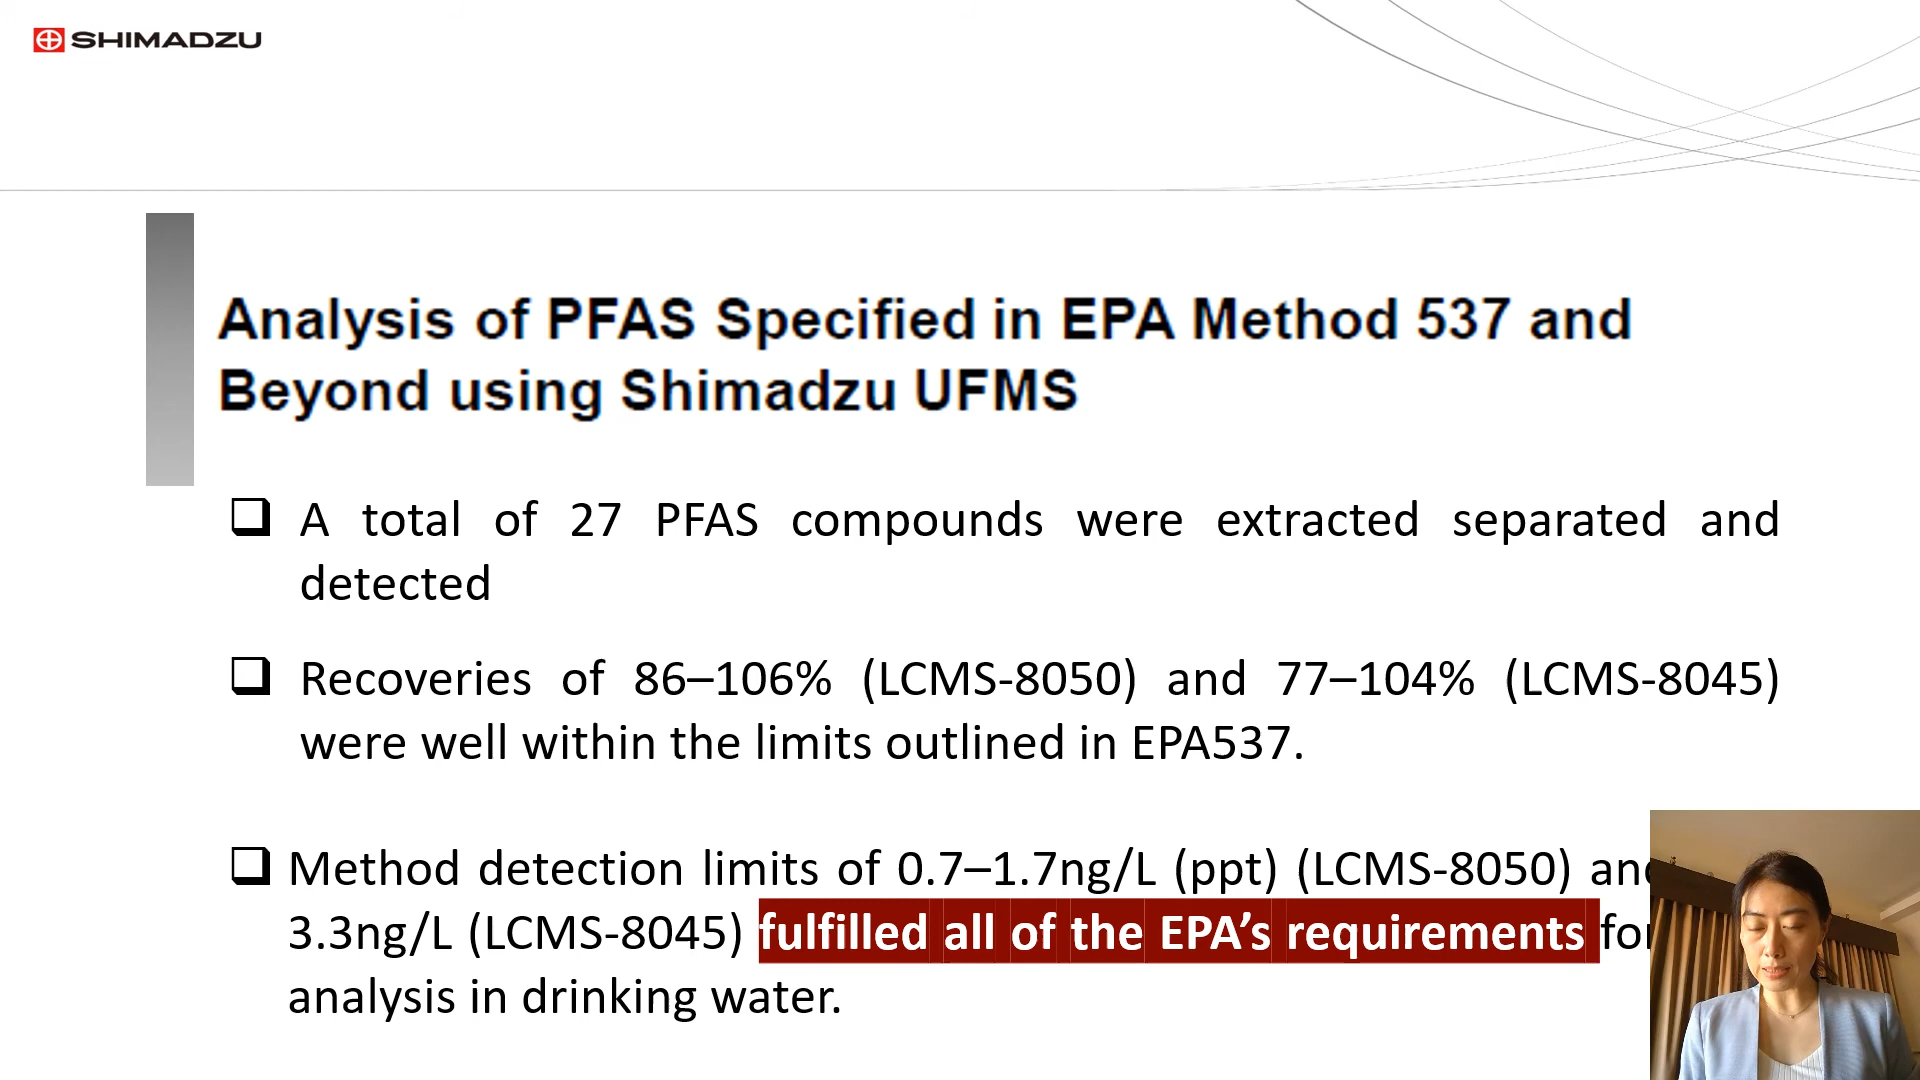 SHIMADZU
Analysis of PFAS Specified in EPA Method 537 and
Beyond using Shimadzu UFMS
A total of 27 PFAS compounds were extracted separated and
detected
Recoveries of 86–106% (LCMS-8050) and 77–104% (LCMS-8045)
were well within the limits outlined in EPA537.
Method detection limits of 0.7–1.7ng/L (ppt) (LCMS-8050)
3.3ng/L (LCMS-8045) fulfilled all of the EPA’s requirements for
analysis in drinking water.